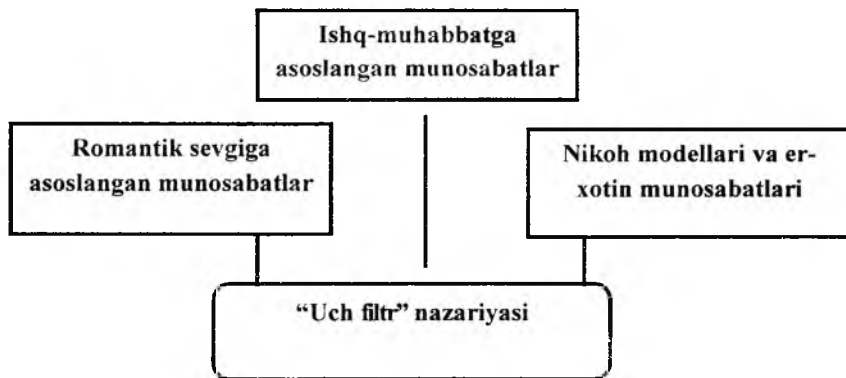 Ishq-muhabbatga
asoslangan munosabatlar
Romantik sevgiga
asoslangan munosabatlar
Nikoh modellari va er-
xotin munosabatlari
“Uch filtr” nazariyasi